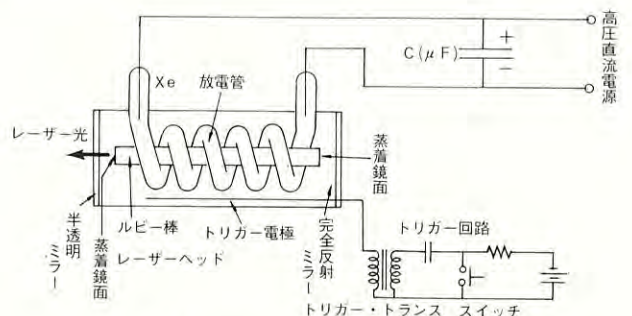 高圧直流電源
+
C(μF)
−
Xe 放電管
レーザー光
蒸着鏡面
半透明ミラー
蒸着鏡面
ルビー棒
レーザーヘッド
トリガー電極
完全反射ミラー
トリガー回路
トリガー・トランス スイッチ